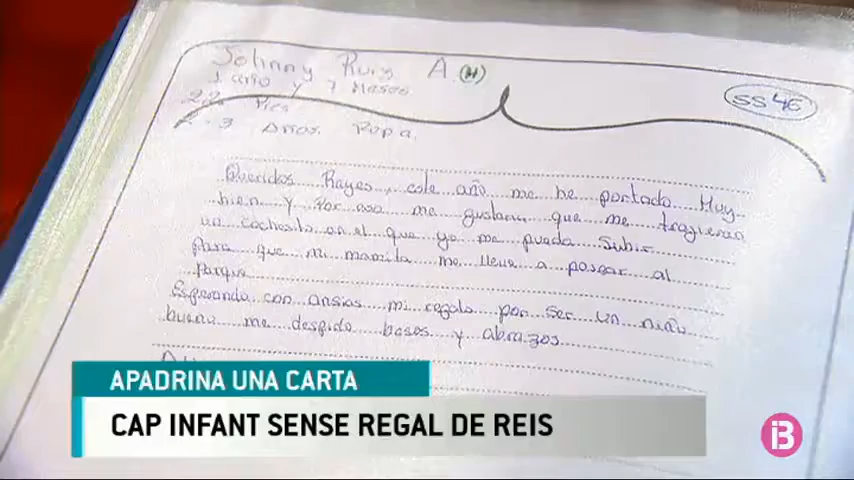 Johnny Ruiz A. (H)
1 año y 7 Meses
22 Pies
2-3 Años Ropa.
SS 46
Queridos Reyes, este año me he portado Muy
bien y por eso me gustaria que me trayeran
un cochesito en el que yo me pueda Subir
para que mi mamita me lleve a pasear al
parque
Esperando con ansias mi regalo por ser un niño
bueno me despido besos y abrazos
APADRINA UNA CARTA
CAP INFANT SENSE REGAL DE REIS
iB